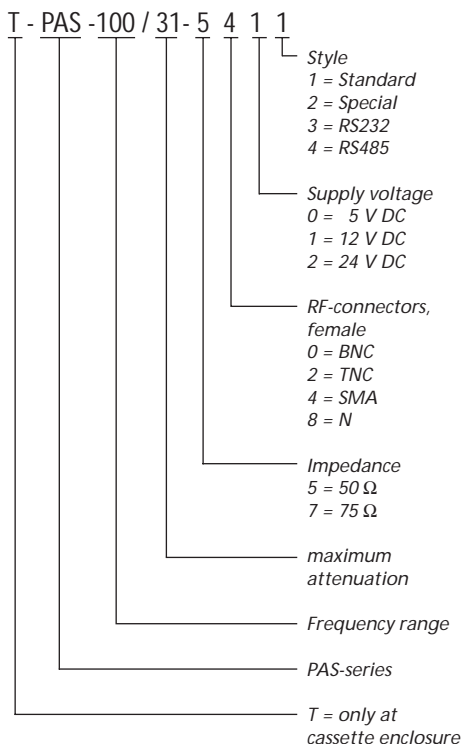 T - PAS -100 / 31- 5 4 1 1
Style
1 = Standard
2 = Special
3 = RS232
4 = RS485
Supply voltage
0 = 5 V DC
1 = 12 V DC
2 = 24 V DC
RF-connectors,
female
0 = BNC
2 = TNC
4 = SMA
8 = N
Impedance
5 = 50 Ω
7 = 75 Ω
maximum
attenuation
Frequency range
PAS-series
T = only at
cassette enclosure